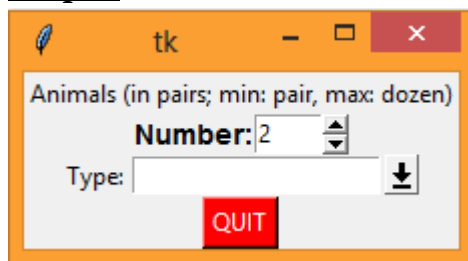 tk
Animals (in pairs; min: pair, max: dozen)
Number: 2
Type:
QUIT